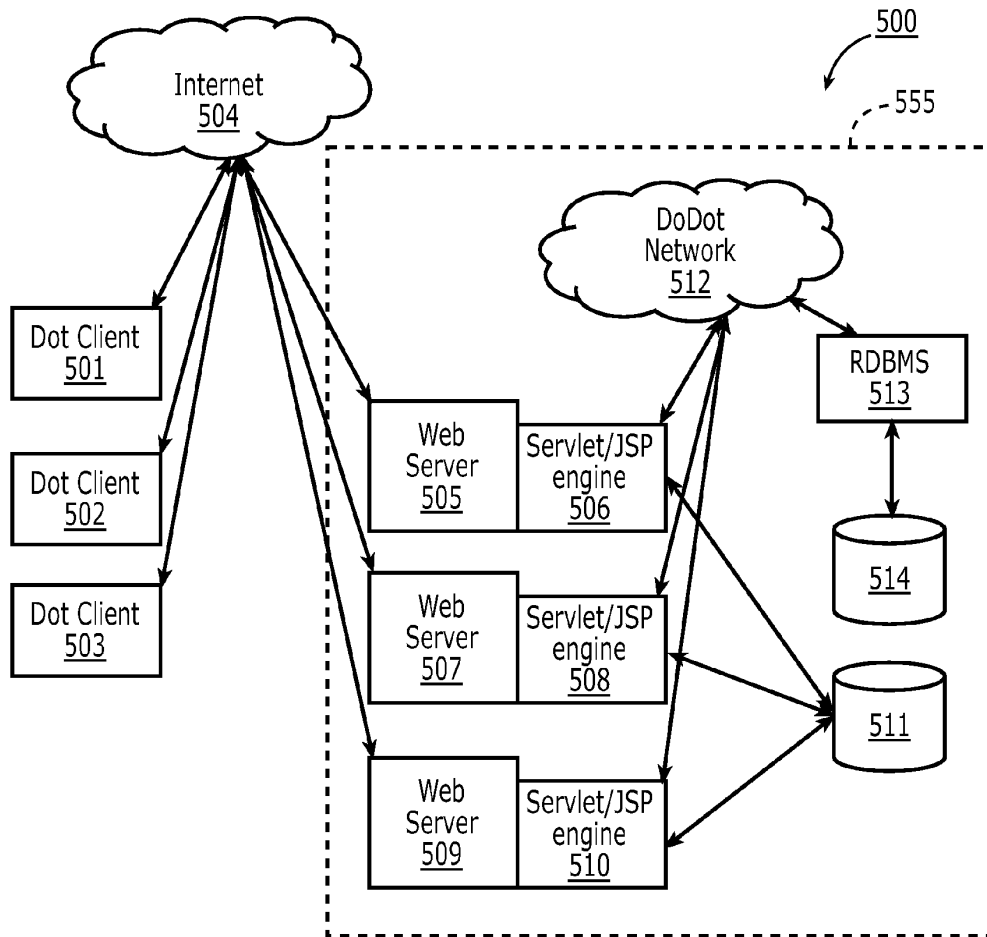 500
555
Internet
504
DoDot
Network
512
Dot Client
501
RDBMS
513
Web
Server
505
Servlet/JSP
engine
506
Dot Client
502
514
Dot Client
503
Web
Server
507
Servlet/JSP
engine
508
511
Web
Server
509
Servlet/JSP
engine
510